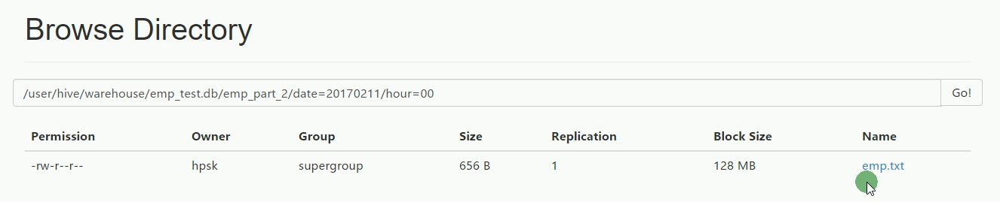 Browse Directory
/user/hive/warehouse/emp_test.db/emp_part_2/date=20170211/hour=00 Go!
Permission Owner Group Size Replication Block Size Name
-rw-r--r-- hpsk supergroup 656 B 1 128 MB emp.txt